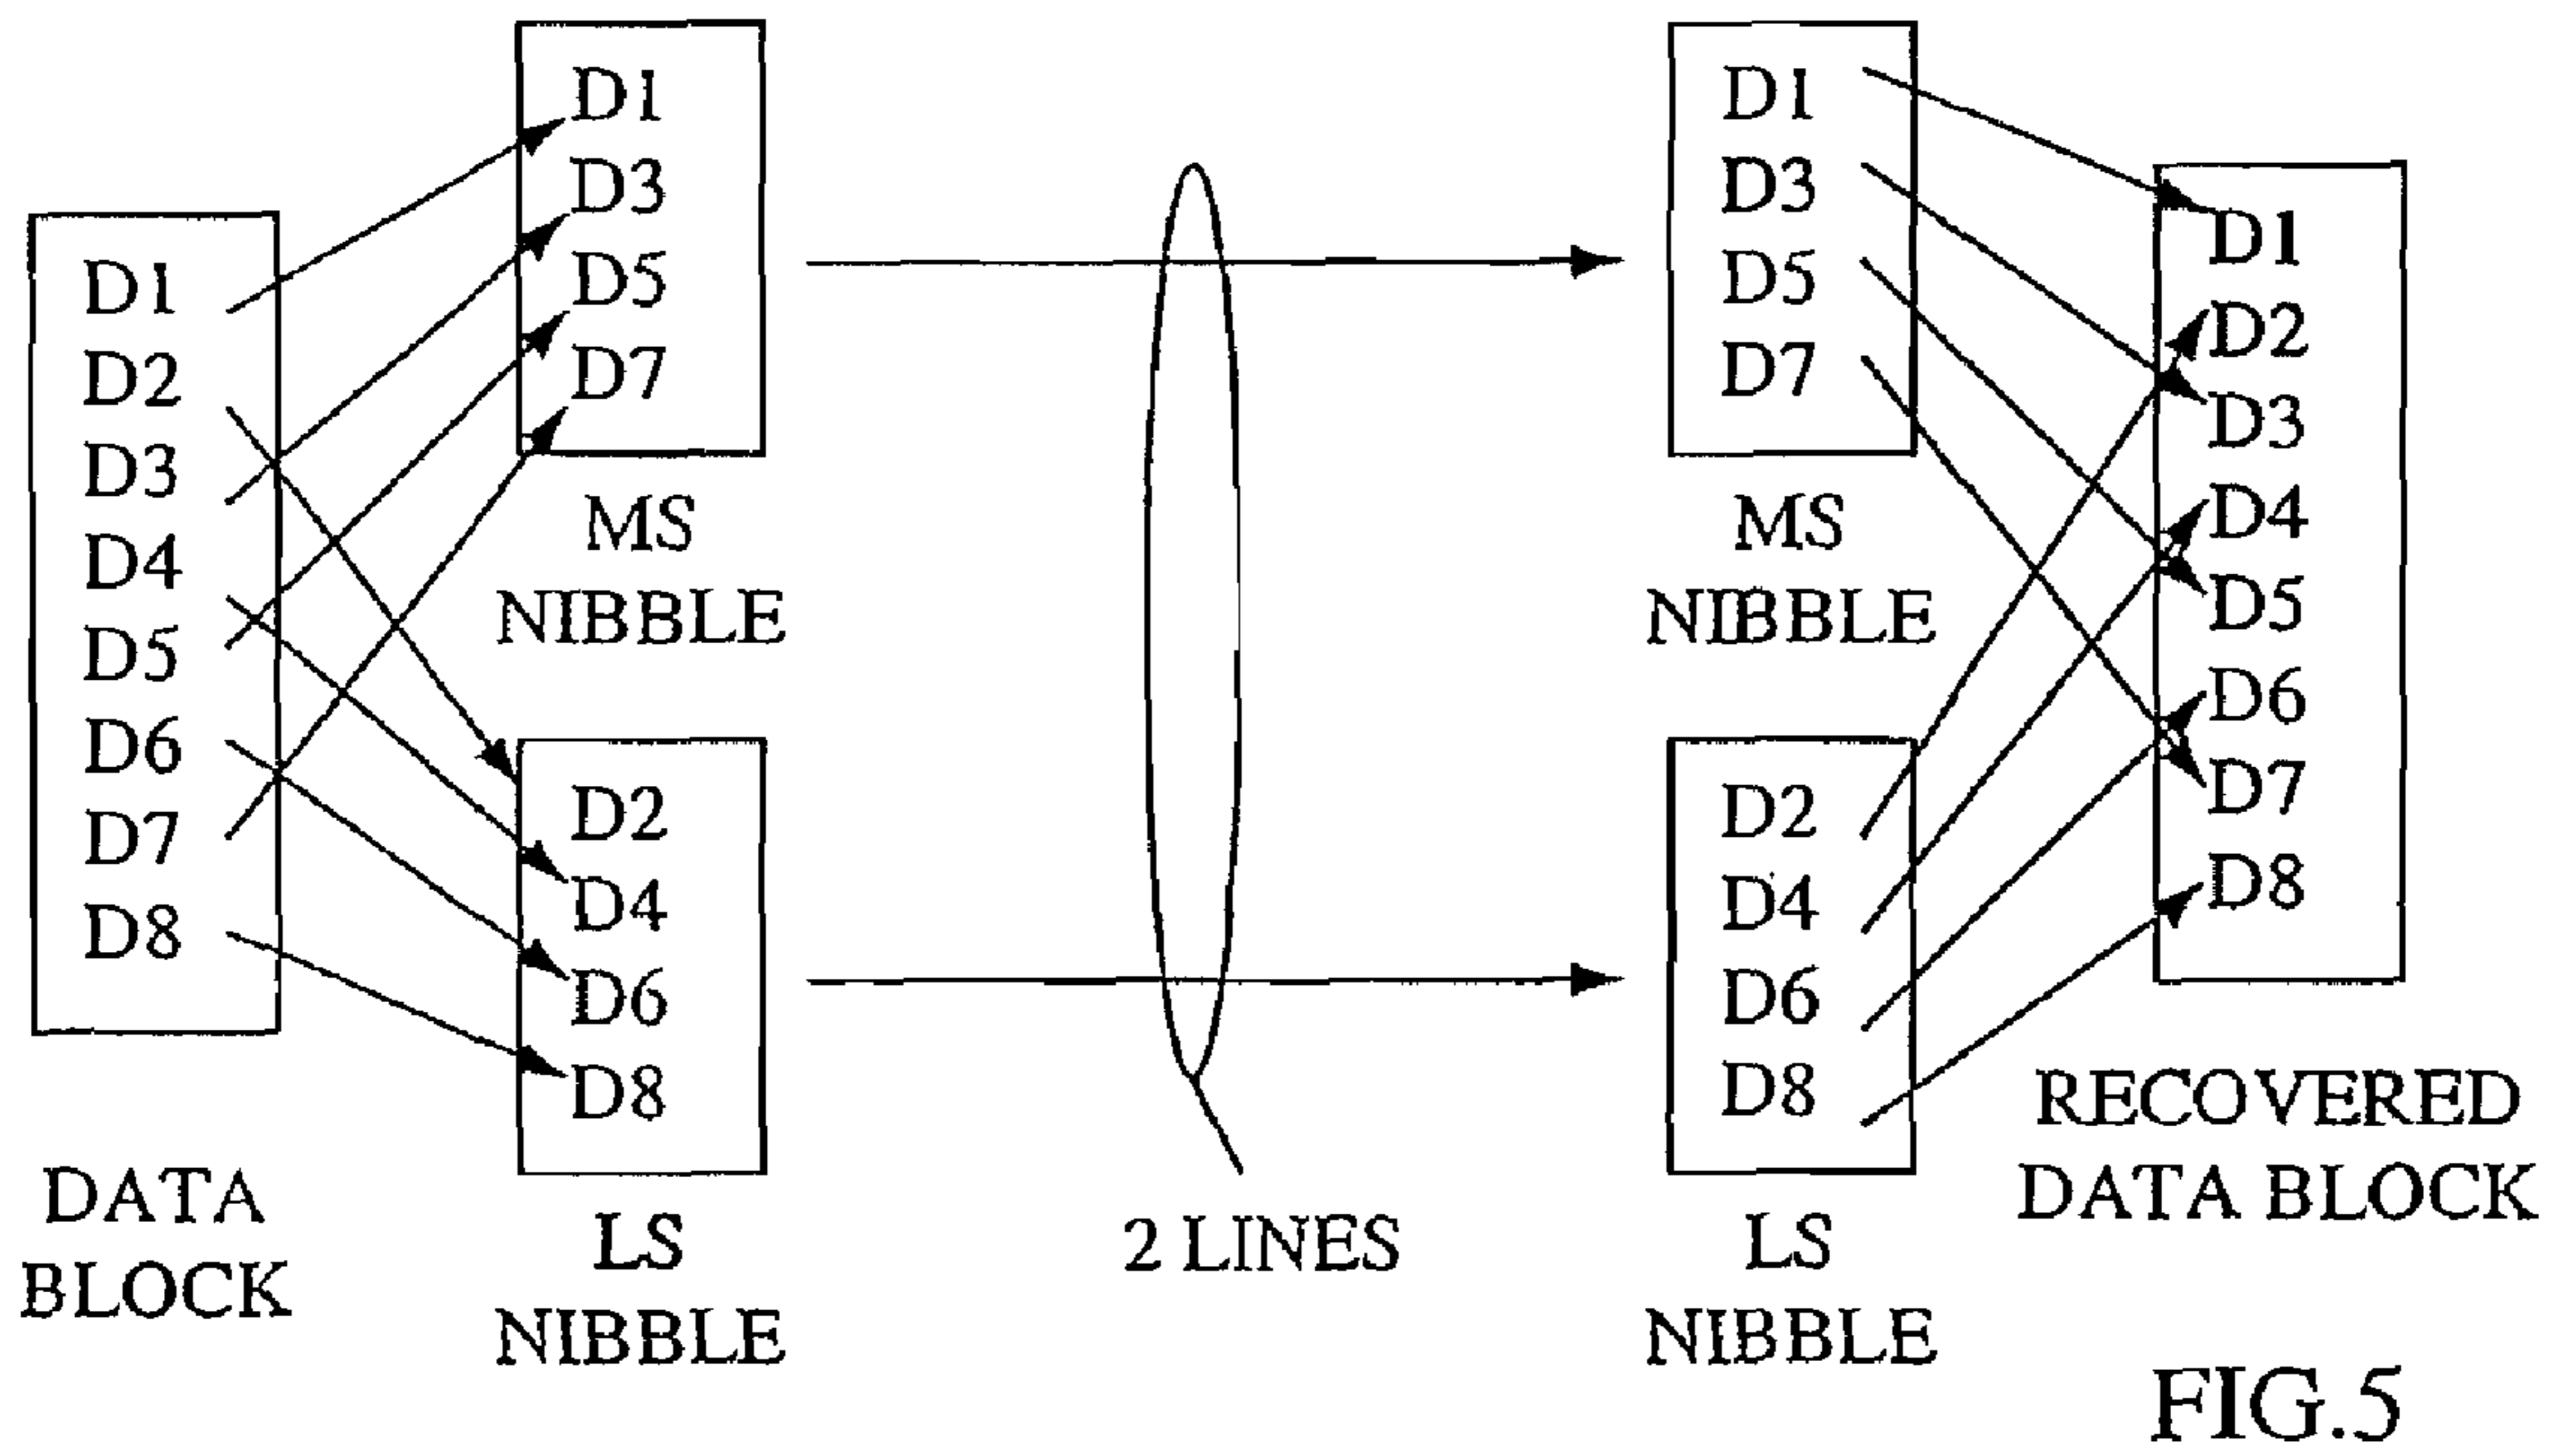 D1
D2
D3
D4
D5
D6
D7
D8
DATA
BLOCK
D1
D3
D5
D7
MS
NIBBLE
D2
D4
D6
D8
LS
NIBBLE
2 LINES
D1
D3
D5
D7
MS
NIBBLE
D2
D4
D6
D8
LS
NIBBLE
D1
D2
D3
D4
D5
D6
D7
D8
RECOVERED
DATA BLOCK
FIG.5